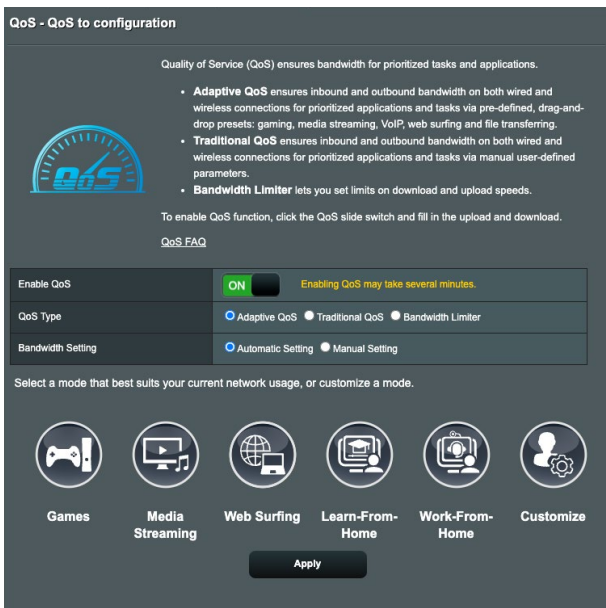 QoS - QoS to configuration
Quality of Service (QoS) ensures bandwidth for prioritized tasks and applications.
• Adaptive QoS ensures inbound and outbound bandwidth on both wired and
wireless connections for prioritized applications and tasks via pre-defined, drag-and-
drop presets: gaming, media streaming, VoIP, web surfing and file transferring.
• Traditional QoS ensures inbound and outbound bandwidth on both wired and
wireless connections for prioritized applications and tasks via manual user-defined
parameters.
• Bandwidth Limiter lets you set limits on download and upload speeds.
QoS
To enable QoS function, click the QoS slide switch and fill in the upload and download.
QoS FAQ
Enable QoS ON Enabling QoS may take several minutes.
QoS Type Adaptive QoS Traditional QoS Bandwidth Limiter
Bandwidth Setting Automatic Setting Manual Setting
Select a mode that best suits your current network usage, or customize a mode.
Games Media Web Surfing Learn-From- Work-From- Customize
Streaming Home Home
Apply